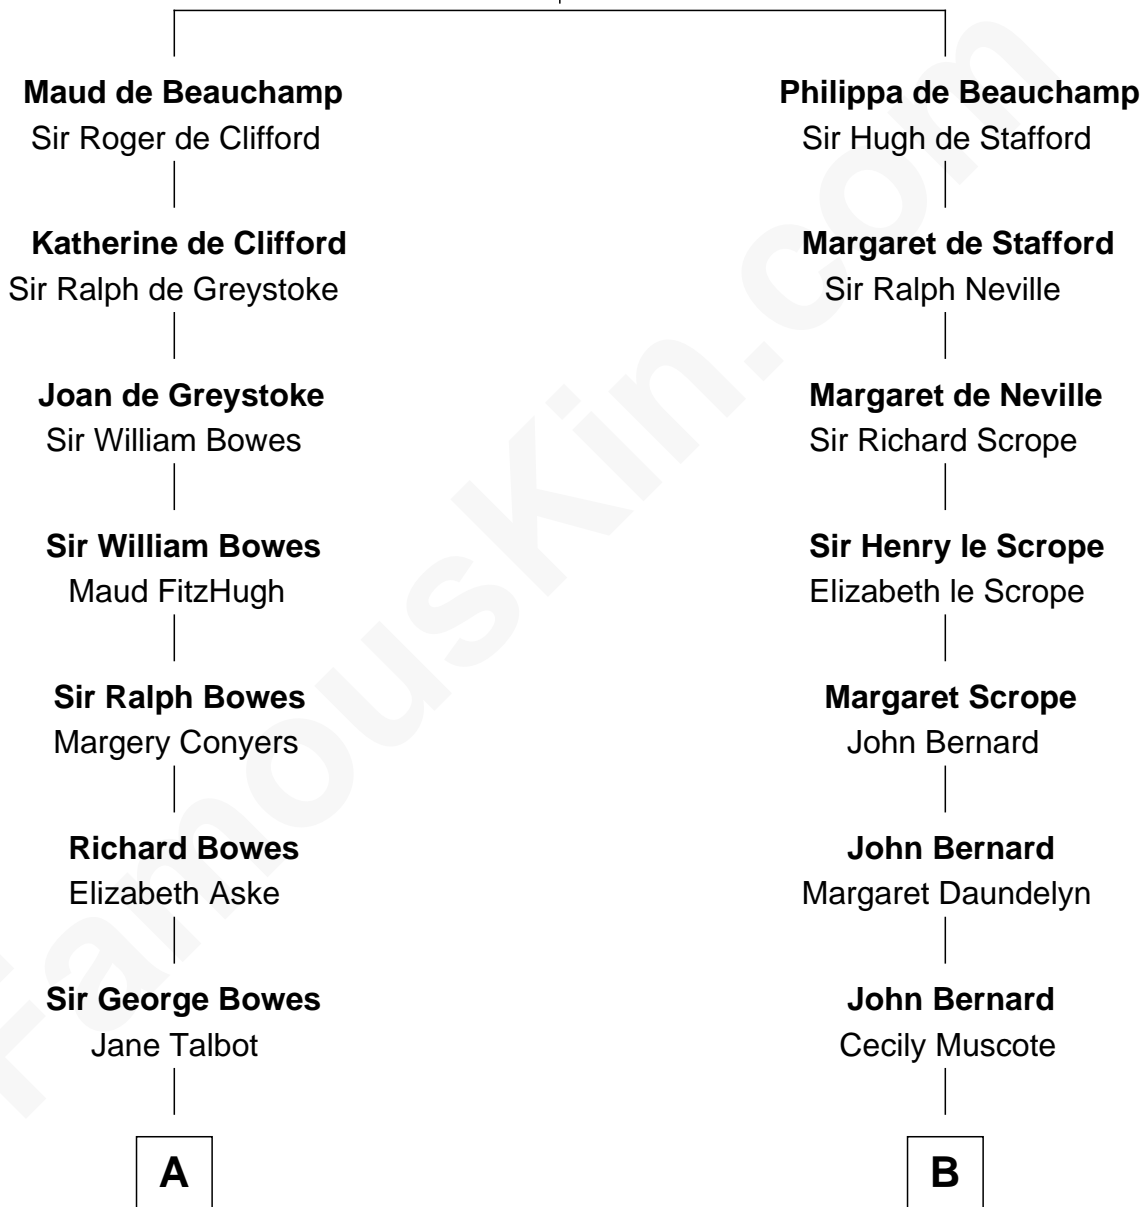 Maud de Beauchamp
Sir Roger de Clifford
Katherine de Clifford
Sir Ralph de Greystoke
Joan de Greystoke
Sir William Bowes
Sir William Bowes
Maud FitzHugh
Sir Ralph Bowes
Margery Conyers
Richard Bowes
Elizabeth Aske
Sir George Bowes
Jane Talbot
A
Philippa de Beauchamp
Sir Hugh de Stafford
Margaret de Stafford
Sir Ralph Neville
Margaret de Neville
Sir Richard Scrope
Sir Henry le Scrope
Elizabeth le Scrope
Margaret Scrope
John Bernard
John Bernard
Margaret Daundelyn
John Bernard
Cecily Muscote
B
FamousKin.com